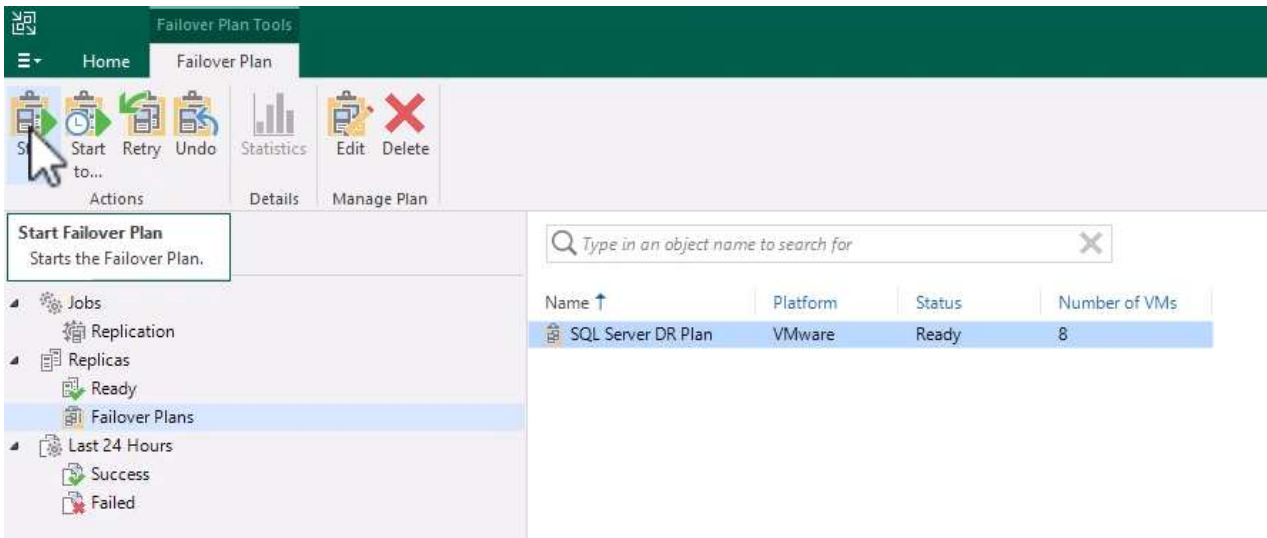 Failover Plan Tools
Home Failover Plan
Start Retry Undo Statistics Edit Delete
to...
Actions Details Manage Plan
Start Failover Plan
Starts the Failover Plan.
Type in an object name to search for
Jobs
Replication
Replicas
Ready
Failover Plans
Last 24 Hours
Success
Failed
Name Platform Status Number of VMs
SQL Server DR Plan VMware Ready 8